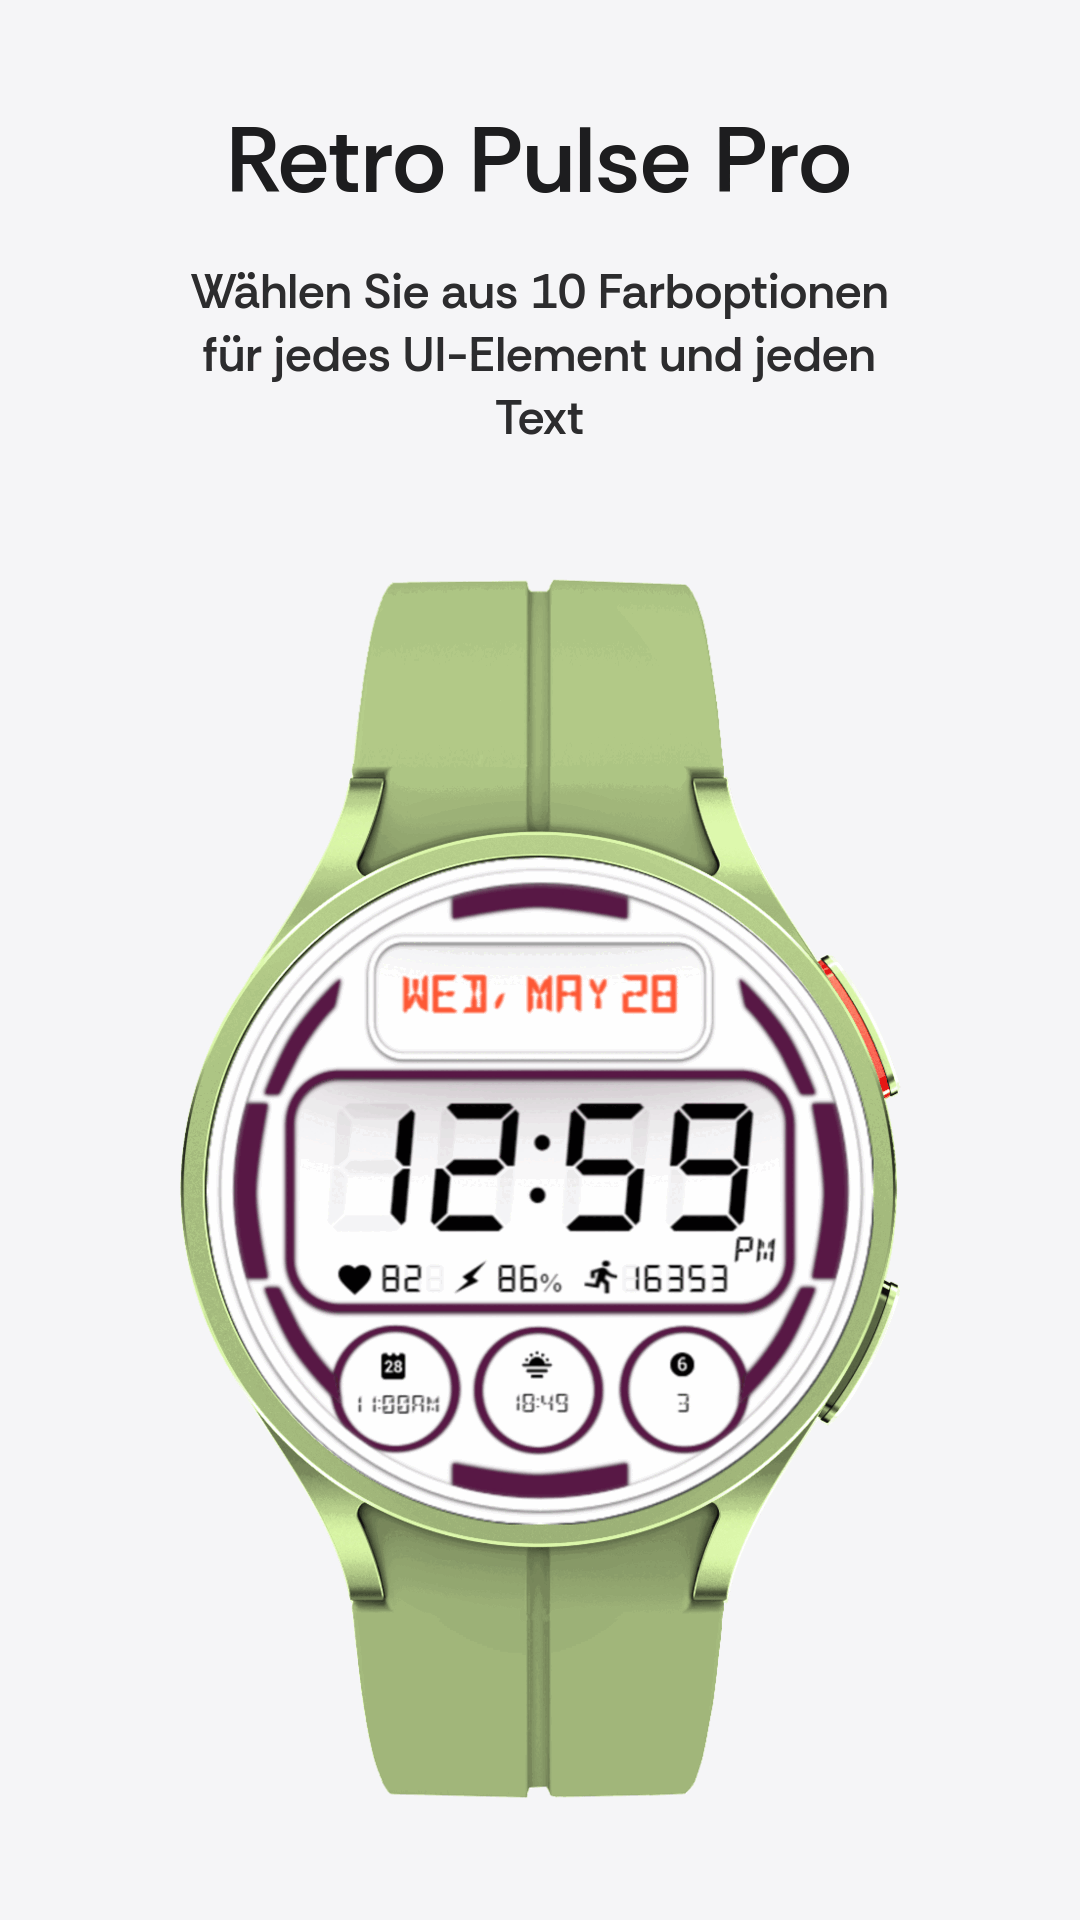 Retro Pulse Pro
Wählen Sie aus 10 Farboptionen
für jedes UI-Element und jeden
Text
WED, MAY 28
12:59
PM
82 86% 16353
28 6
11:00AM 18:49 3